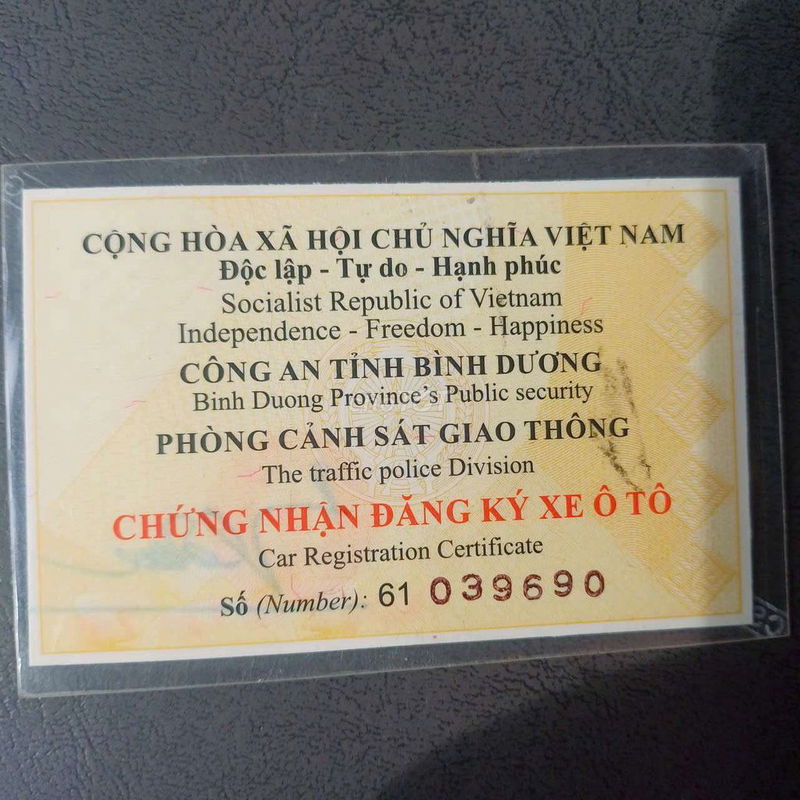 CỘNG HÒA XÃ HỘI CHỦ NGHĨA VIỆT NAM
Độc lập - Tự do - Hạnh phúc
Socialist Republic of Vietnam
Independence - Freedom - Happiness
CÔNG AN TỈNH BÌNH DƯƠNG
Binh Duong Province's Public security
PHÒNG CẢNH SÁT GIAO THÔNG
The traffic police Division
CHỨNG NHẬN ĐĂNG KÝ XE Ô TÔ
Car Registration Certificate
Số (Number): 61 039690